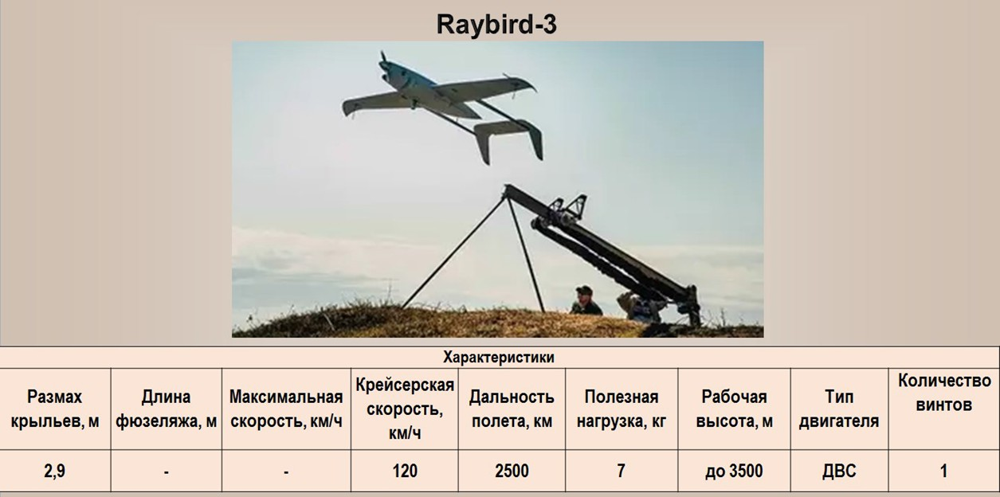 Raybird-3
Характеристики
Размах крыльев, м
Длина фюзеляжа, м
Максимальная скорость, км/ч
Крейсерская скорость, км/ч
Дальность полета, км
Полезная нагрузка, кг
Рабочая высота, м
Тип двигателя
Количество винтов
2,9
-
-
120
2500
7
до 3500
ДВС
1